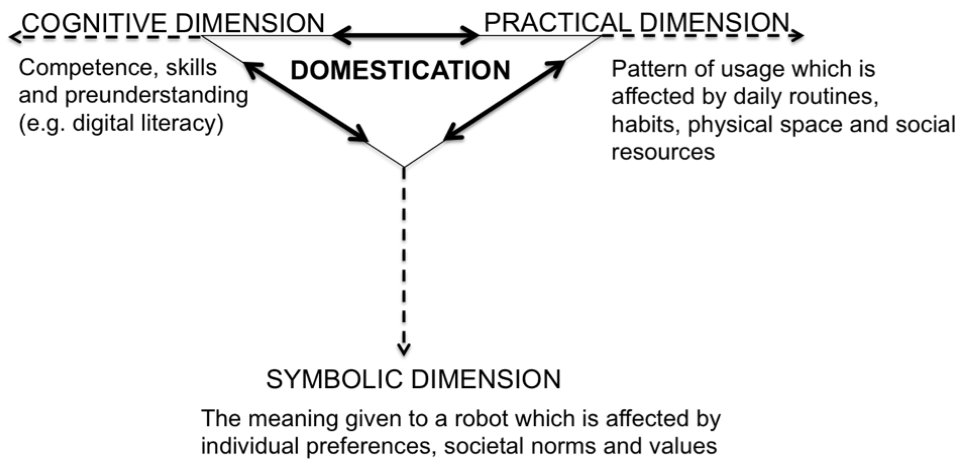 COGNITIVE DIMENSION
PRACTICAL DIMENSION
DOMESTICATION
Competence, skills
and preunderstanding
(e.g. digital literacy)
Pattern of usage which is
affected by daily routines,
habits, physical space and social
resources
SYMBOLIC DIMENSION
The meaning given to a robot which is affected by
individual preferences, societal norms and values